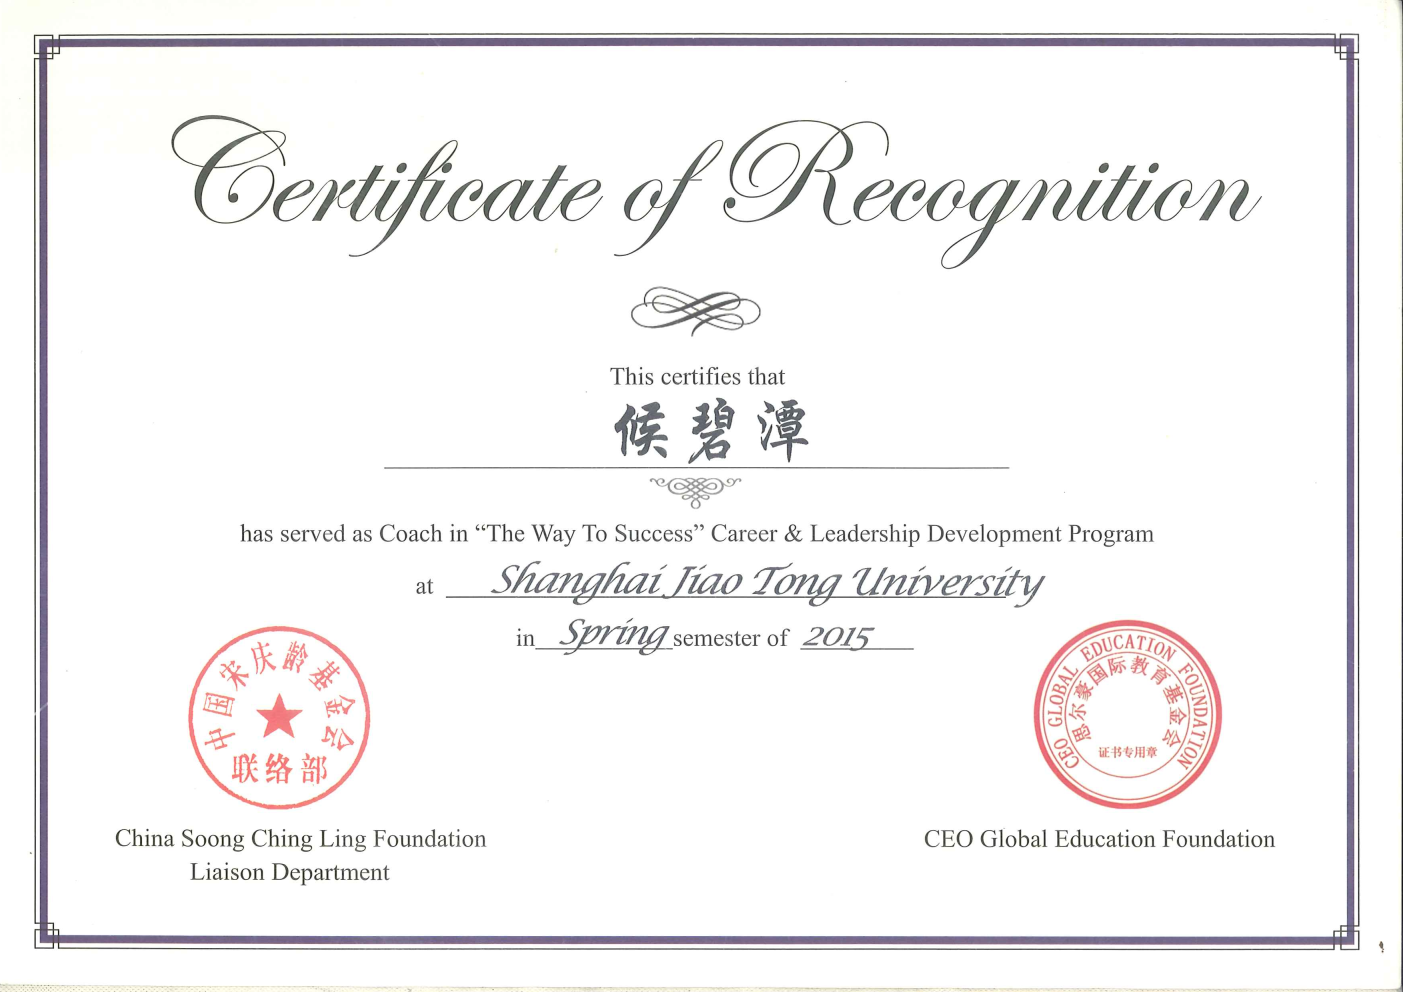 Certificate of Recognition
This certifies that
候碧潭
has served as Coach in “The Way To Success” Career & Leadership Development Program
at Shanghai Jiao Tong University
in Spring semester of 2015
中国宋庆龄基金会
联络部
CEO GLOBAL EDUCATION FOUNDATION
思尔豪国际教育基金会
证书专用章
China Soong Ching Ling Foundation
Liaison Department
CEO Global Education Foundation